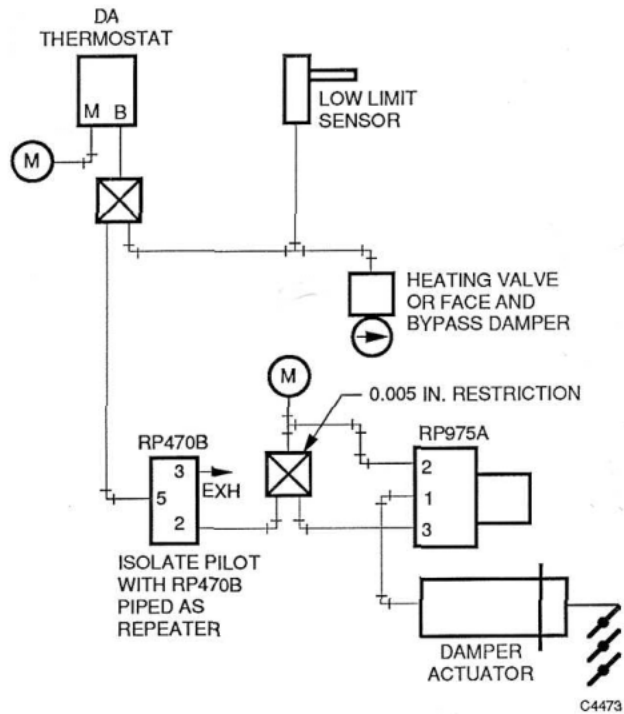 DA
THERMOSTAT
M B
M
LOW LIMIT
SENSOR
HEATING VALVE
OR FACE AND
BYPASS DAMPER
M
0.005 IN. RESTRICTION
RP470B
3
EXH
5
2
ISOLATE PILOT
WITH RP470B
PIPED AS
REPEATER
RP975A
2
1
3
DAMPER
ACTUATOR
C4473